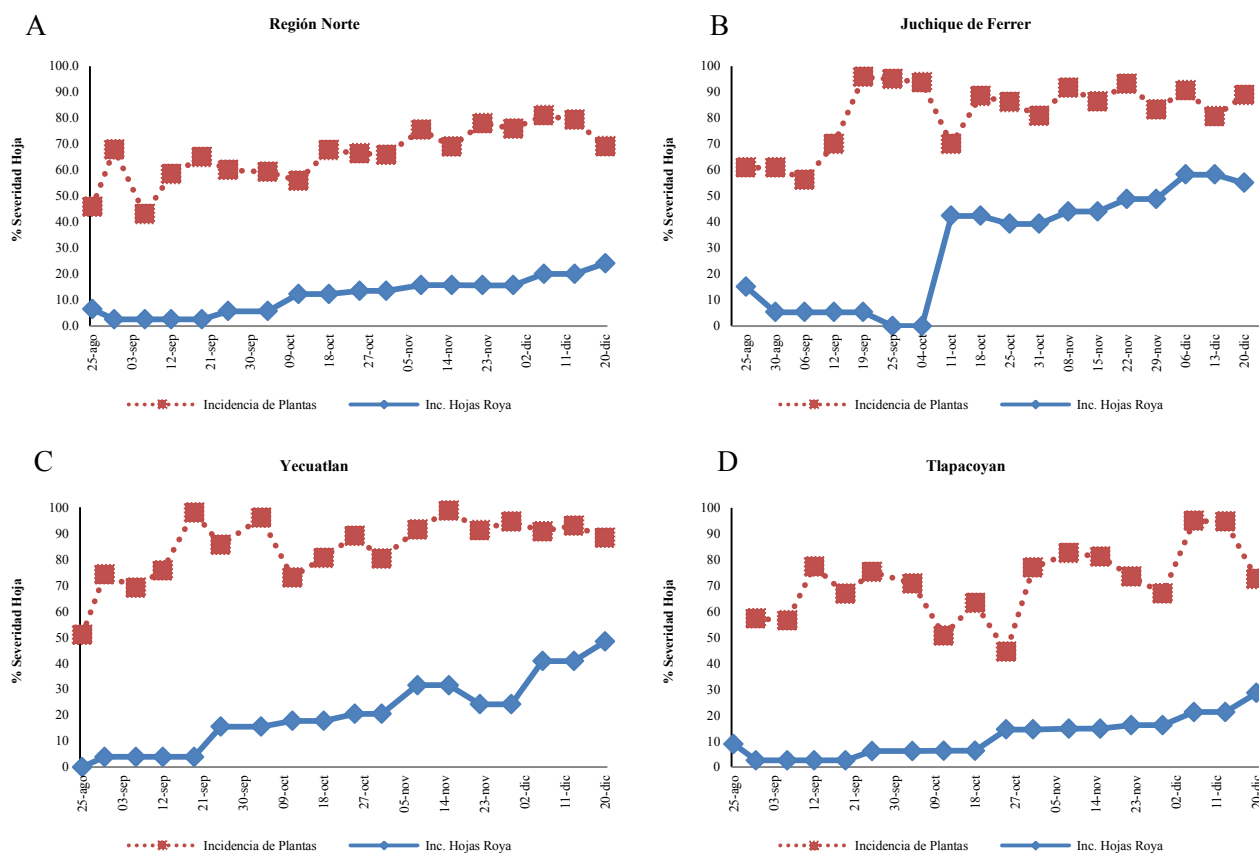 A
Región Norte
% Severidad Hoja
100.0
90.0
80.0
70.0
60.0
50.0
40.0
30.0
20.0
10.0
0.0
25-ago
03-sep
12-sep
21-sep
30-sep
09-oct
18-oct
27-oct
05-nov
14-nov
23-nov
02-dic
11-dic
20-dic
Incidencia de Plantas
Inc. Hojas Roya
B
Juchique de Ferrer
% Severidad Hoja
100
90
80
70
60
50
40
30
20
10
0
25-ago
30-ago
06-sep
12-sep
19-sep
25-sep
04-oct
11-oct
18-oct
25-oct
31-oct
08-nov
15-nov
22-nov
29-nov
06-dic
13-dic
20-dic
Incidencia de Plantas
Inc. Hojas Roya
C
Yecuatlan
% Severidad Hoja
100
90
80
70
60
50
40
30
20
10
0
25-ago
03-sep
12-sep
21-sep
30-sep
09-oct
18-oct
27-oct
05-nov
14-nov
23-nov
02-dic
11-dic
20-dic
Incidencia de Plantas
Inc. Hojas Roya
D
Tlapacoyan
% Severidad Hoja
100
90
80
70
60
50
40
30
20
10
0
25-ago
03-sep
12-sep
21-sep
30-sep
09-oct
18-oct
27-oct
05-nov
14-nov
23-nov
02-dic
11-dic
20-dic
Incidencia de Plantas
Inc. Hojas Roya